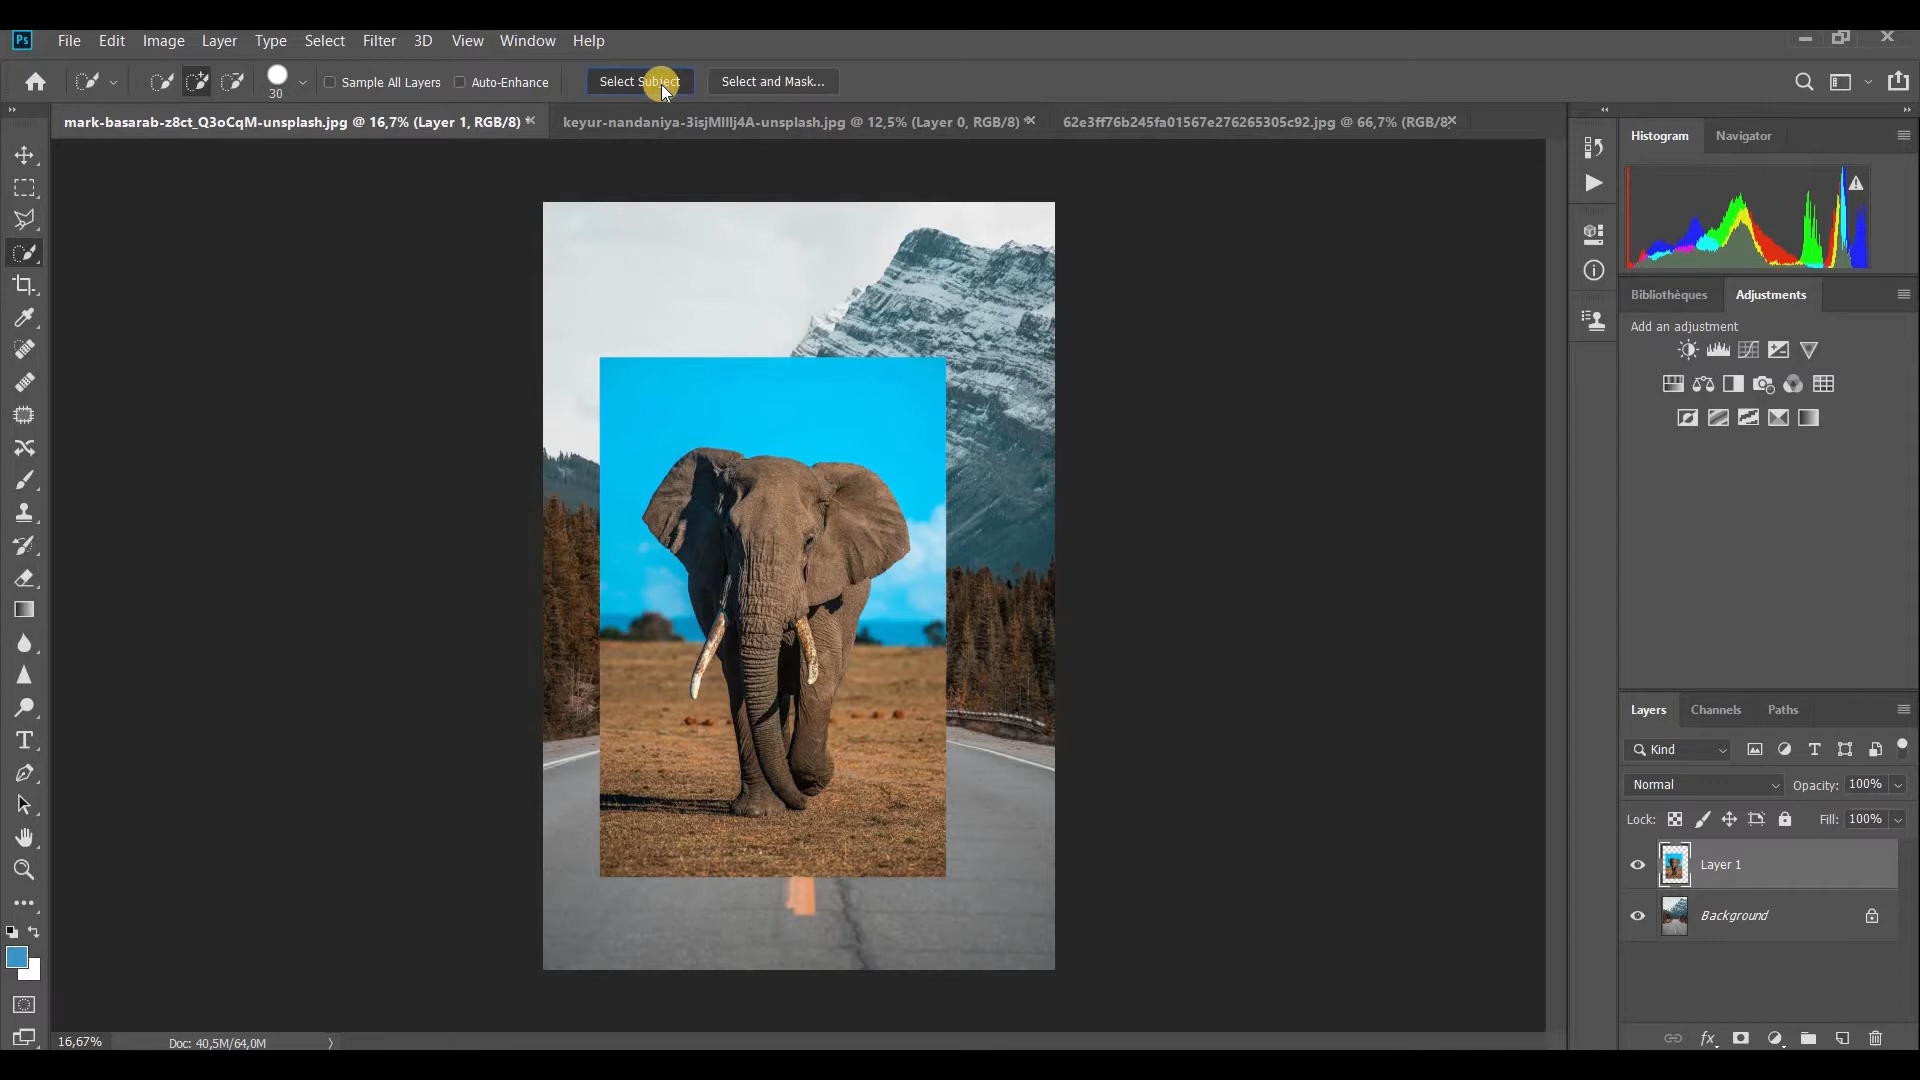 Ps File Edit Image Layer Type Select Filter 3D View Window Help
30 Sample All Layers Auto-Enhance Select Subject Select and Mask...
mark-basarab-z8ct_Q3oCqM-unsplash.jpg @ 16,7% (Layer 1, RGB/8) keyur-nandaniya-3isjMIIIj4A-unsplash.jpg @ 12,5% (Layer 0, RGB/8) 62e3ff76b245fa01567e276265305c92.jpg @ 66,7% (RGB/8
Histogram Navigator
Bibliothèques Adjustments
Add an adjustment
Layers Channels Paths
Kind
Normal Opacity: 100%
Lock: Fill: 100%
Layer 1
Background
16,67% Doc: 40,5M/64,0M